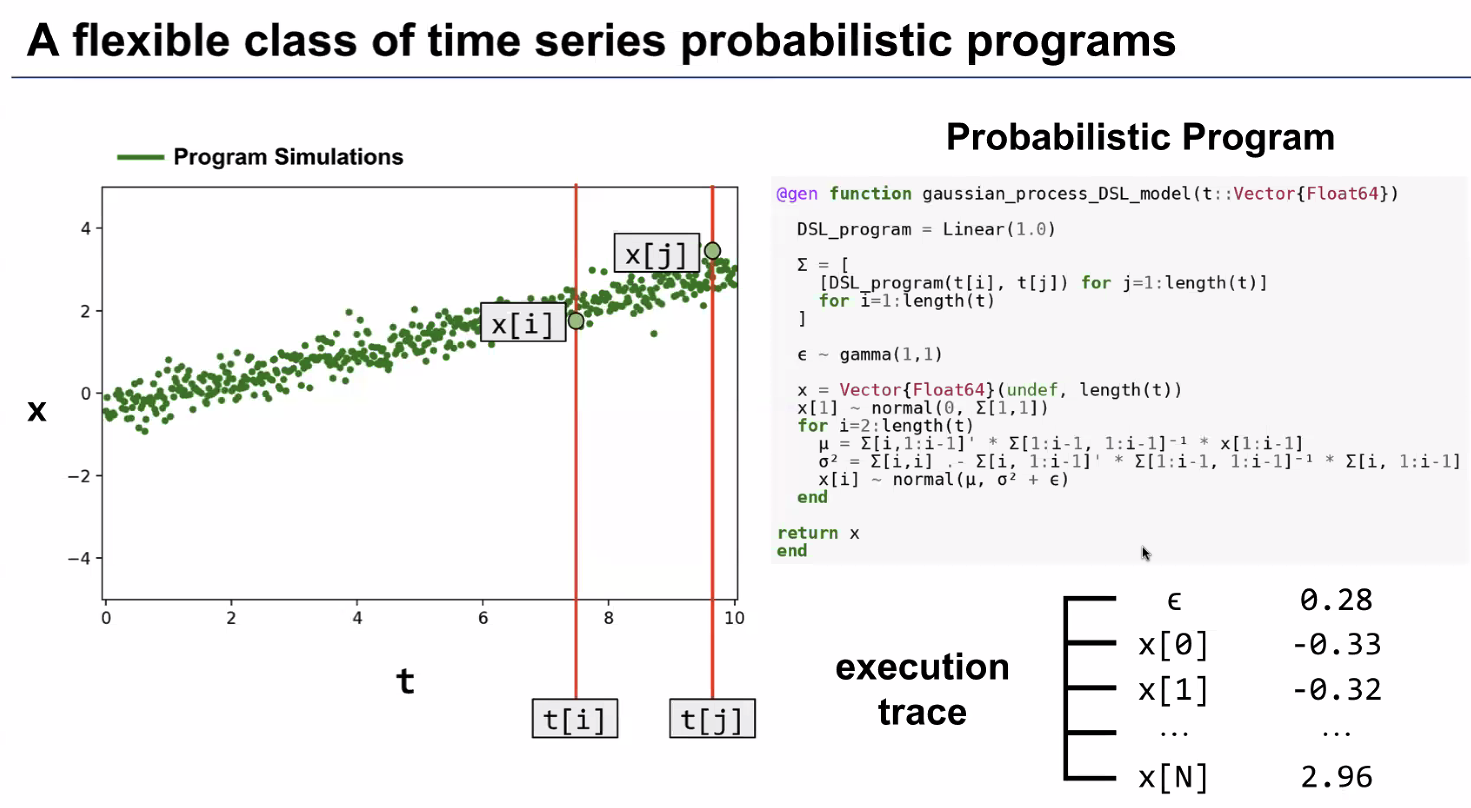 A flexible class of time series probabilistic programs
Program Simulations
4
2
0
−2
−4
x
x[j]
x[i]
0 2 4 6 8 10
t
t[i] t[j]
Probabilistic Program
@gen function gaussian_process_DSL_model(t::Vector{Float64})
DSL_program = Linear(1.0)
Σ = [
[DSL_program(t[i], t[j]) for j=1:length(t)]
for i=1:length(t)
]
ϵ ~ gamma(1,1)
x = Vector{Float64}(undef, length(t))
x[1] ~ normal(0, Σ[1,1])
for i=2:length(t)
μ = Σ[i,1:i-1]' * Σ[1:i-1, 1:i-1]⁻¹ * x[1:i-1]
σ² = Σ[i,i] .- Σ[i, 1:i-1]' * Σ[1:i-1, 1:i-1]⁻¹ * Σ[i, 1:i-1]
x[i] ~ normal(μ, σ² + ϵ)
end
return x
end
execution
trace
ϵ 0.28
x[0] -0.33
x[1] -0.32
... ...
x[N] 2.96